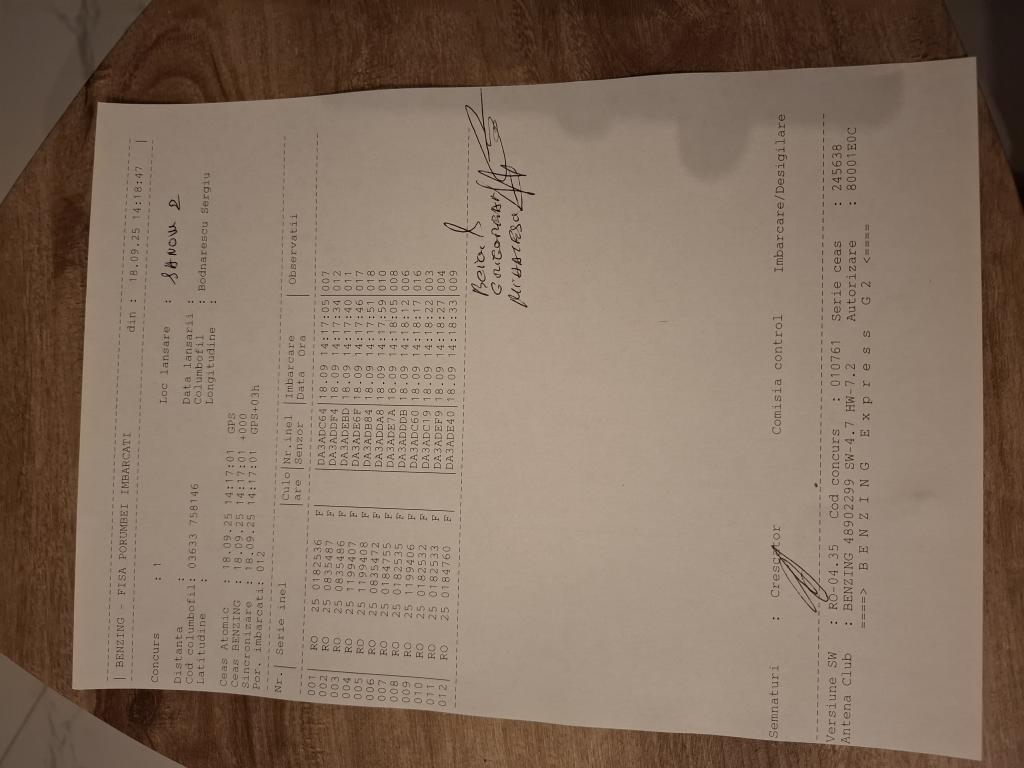 | BENZING - FISA PORUMBEI IMBARCATI din : 18.09.25 14:18:47 |
Concurs : 1 Loc lansare : SANOVA 2
Distanta : Data lansarii :
Cod columbofil: 03633 758146 Columbofil : Bodnarescu Sergiu
Latitudine : Longitudine :
Ceas Atomic : 18.09.25 14:17:01 GPS
Ceas BENZING : 18.09.25 14:17:01 +000
Sincronizare : 18.09.25 14:17:01 GPS+03h
Por. imbarcati: 012
Nr.| Serie inel |Culo|Nr.inel |Imbarcare | Observatii
|are |Senzor |Data Ora |
001| RO 25 0182536 F |DA3ADC64|18.09 14:17:05|007
002| RO 25 0835487 F |DA3ADDF4|18.09 14:17:34|012
003| RO 25 0835486 F |DA3ADEBD|18.09 14:17:40|011
004| RO 25 1199407 F |DA3ADE6F|18.09 14:17:46|017
005| RO 25 1199408 F |DA3ADB84|18.09 14:17:51|018
006| RO 25 0835472 F |DA3ADDA8|18.09 14:17:59|010
007| RO 25 0184755 F |DA3ADE7A|18.09 14:18:05|008
008| RO 25 0182535 F |DA3ADDDB|18.09 14:18:12|006
009| RO 25 1199406 F |DA3ADC60|18.09 14:18:17|016
010| RO 25 0182532 F |DA3ADC19|18.09 14:18:22|003
011| RO 25 0182533 F |DA3ADEF9|18.09 14:18:27|004
012| RO 25 0184760 F |DA3ADE40|18.09 14:18:33|009
Semnaturi : Crescator Comisia control Imbarcare/Desigilare
Versiune SW : RO-04.35 Cod concurs : 010761 Serie ceas : 245638
Antena Club : BENZING 48902299 SW-4.7 HW-7.2 Autorizare : 80001E0C
====> B E N Z I N G E x p r e s s G 2 <====